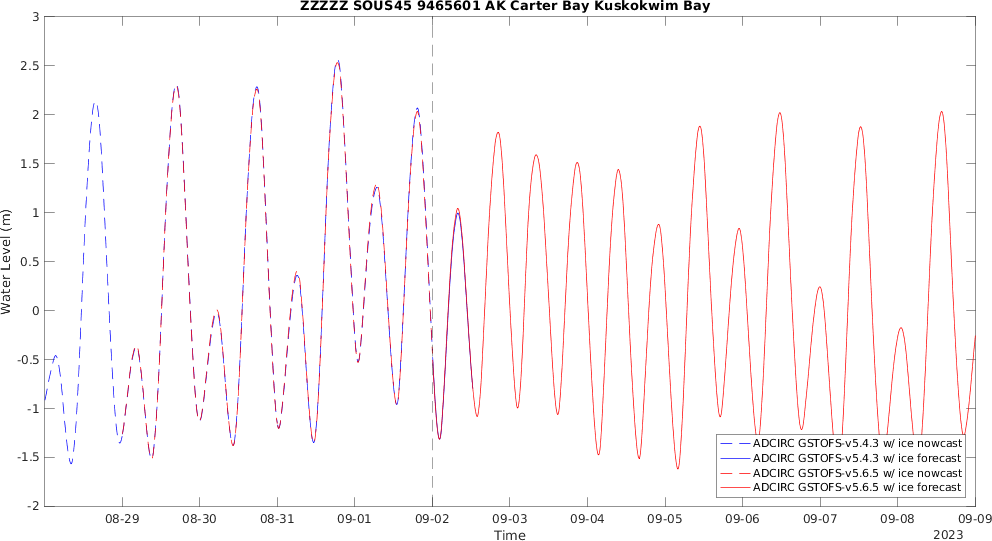 ZZZZZ SOUS45 9465601 AK Carter Bay Kuskokwim Bay
3
2.5
2
1.5
1
0.5
0
-0.5
-1
-1.5
-2
Water Level (m)
ADCIRC GSTOFS-v5.4.3 w/ ice nowcast
ADCIRC GSTOFS-v5.4.3 w/ ice forecast
ADCIRC GSTOFS-v5.6.5 w/ ice nowcast
ADCIRC GSTOFS-v5.6.5 w/ ice forecast
08-29 08-30 08-31 09-01 09-02 09-03 09-04 09-05 09-06 09-07 09-08 09-09
Time
2023